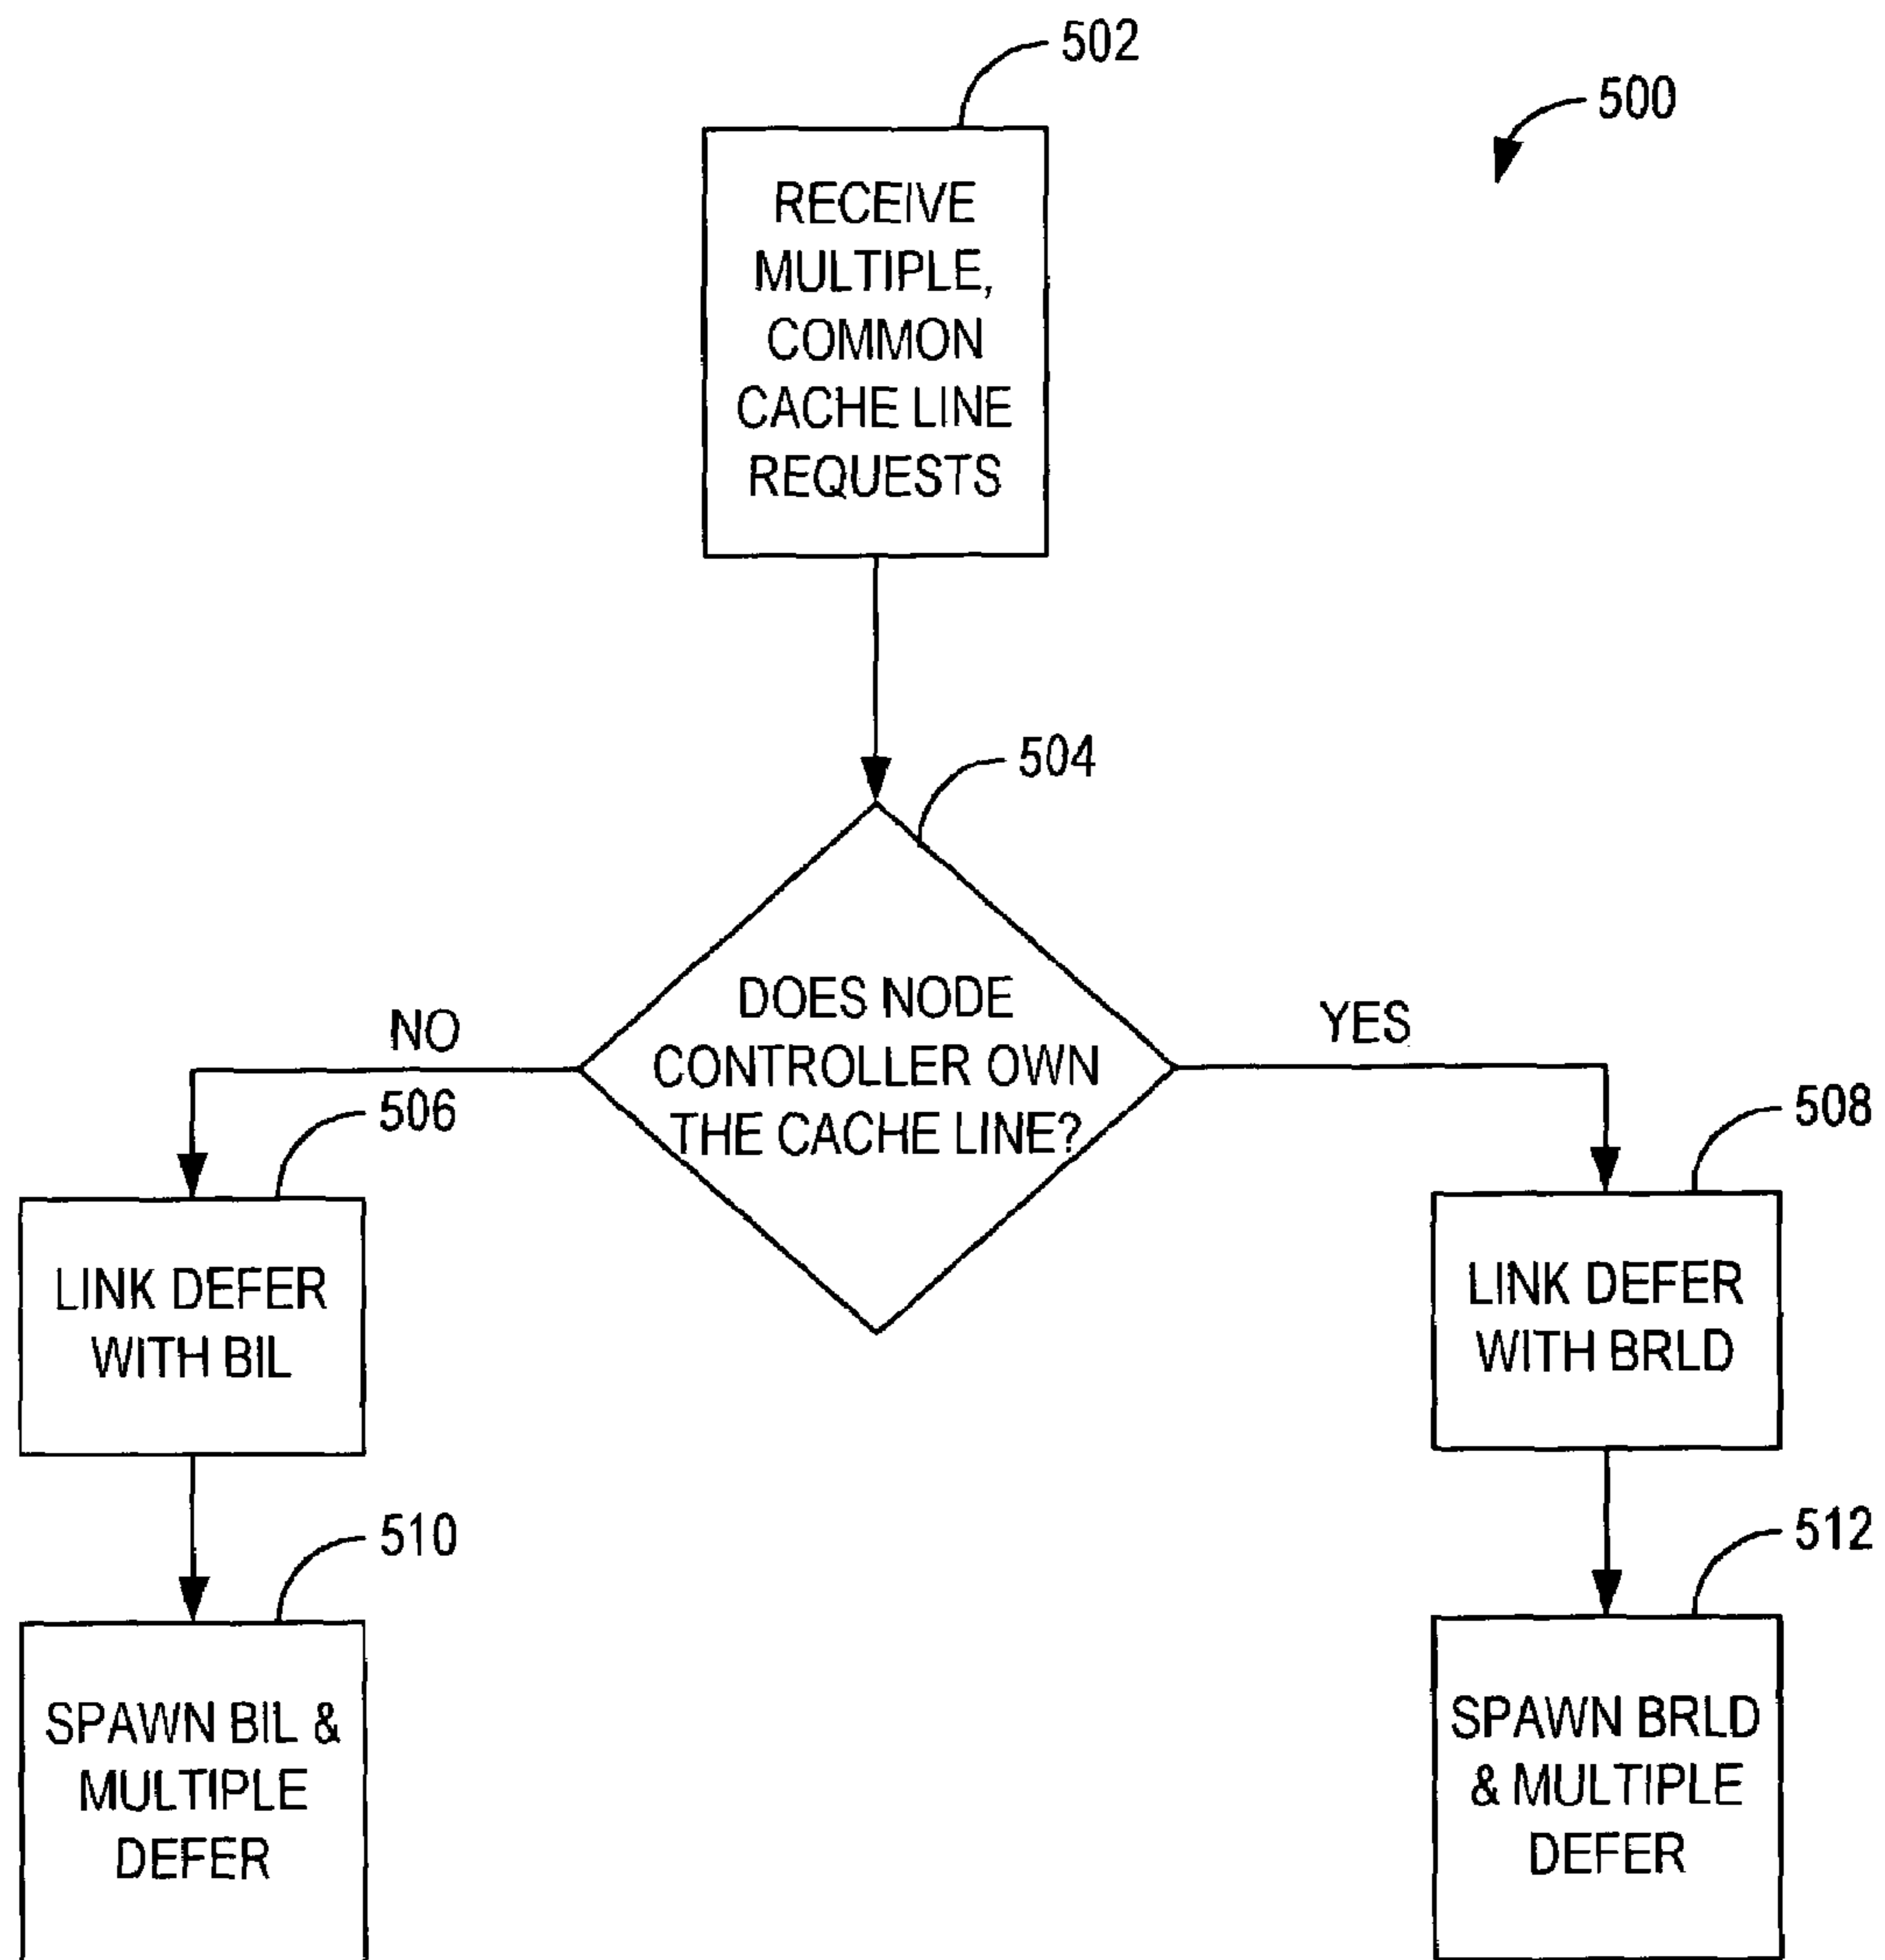 502
500
RECEIVE
MULTIPLE,
COMMON
CACHE LINE
REQUESTS
504
DOES NODE
CONTROLLER OWN
THE CACHE LINE?
NO
YES
506
508
LINK DEFER
WITH BIL
LINK DEFER
WITH BRLD
510
512
SPAWN BIL &
MULTIPLE
DEFER
SPAWN BRLD
& MULTIPLE
DEFER